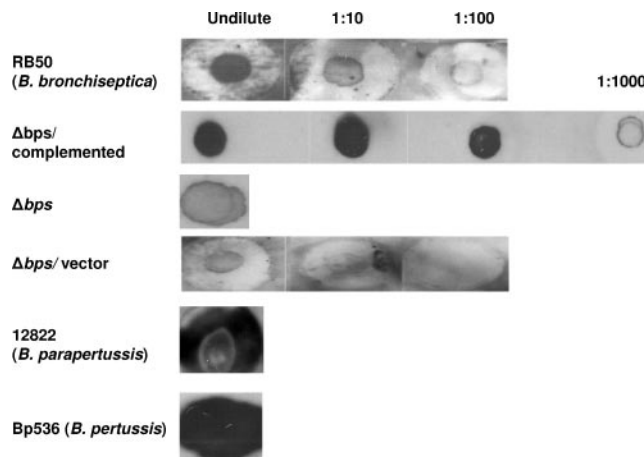 Undilute 1:10 1:100
RB50
(B. bronchiseptica)
1:1000
Δbps/
complemented
Δbps
Δbps/ vector
12822
(B. parapertussis)
Bp536 (B. pertussis)